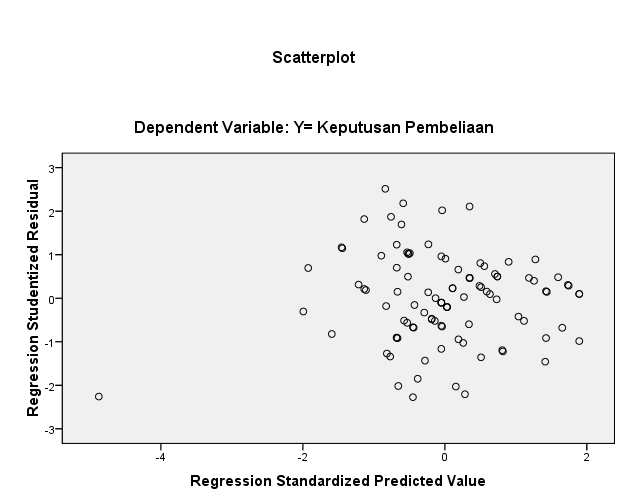 Scatterplot
Dependent Variable: Y= Keputusan Pembeliaan
Regression Studentized Residual
3
2
1
0
-1
-2
-3
-4
-2
0
2
Regression Standardized Predicted Value